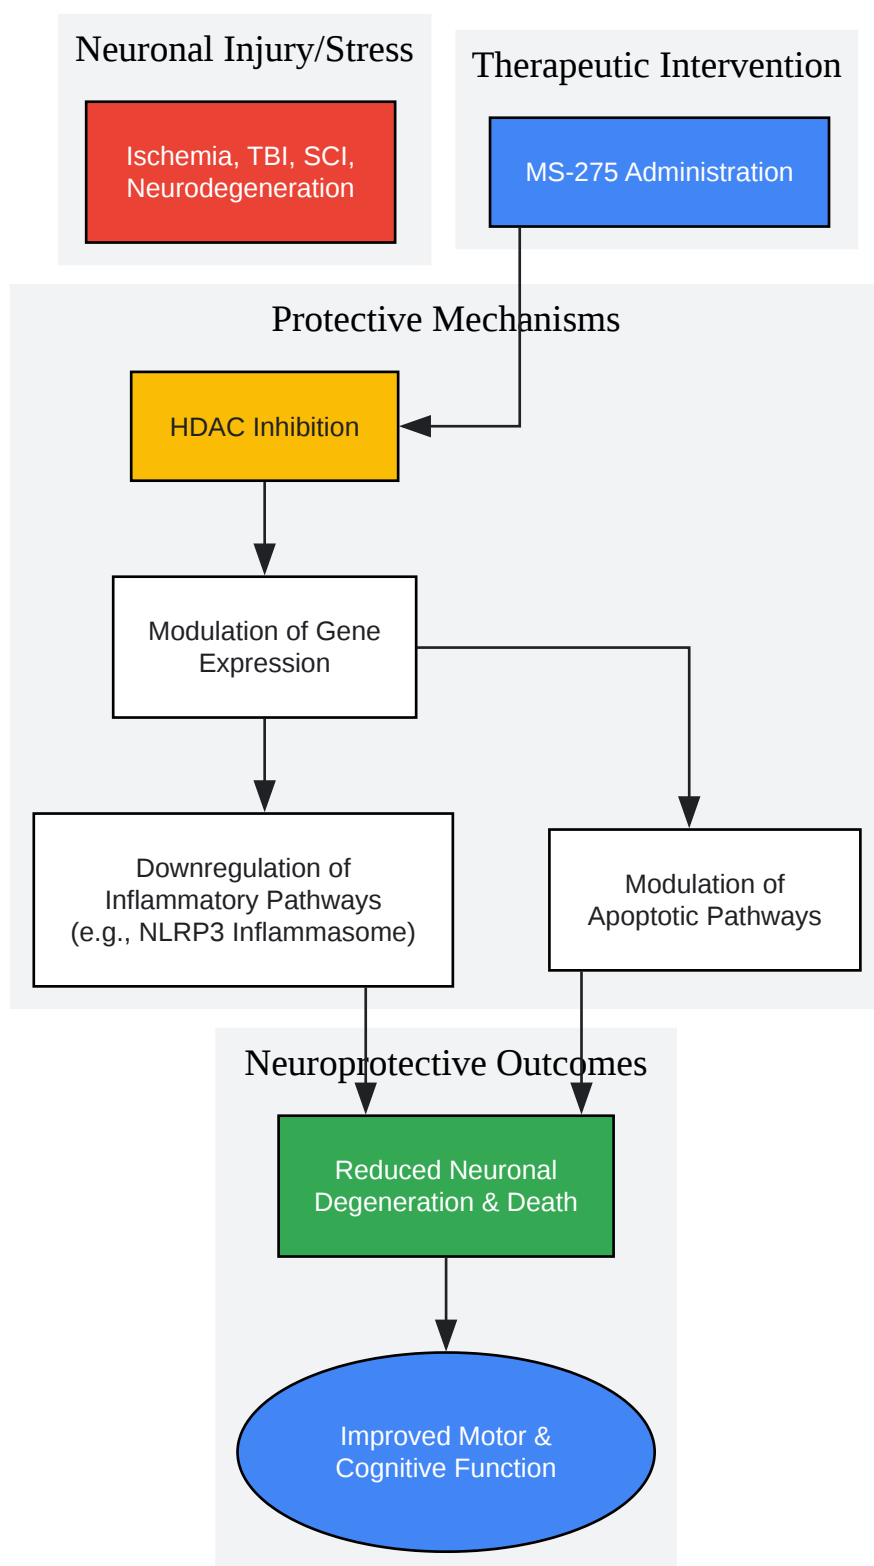 Neuronal Injury/Stress
Ischemia, TBI, SCI,
Neurodegeneration
Therapeutic Intervention
MS-275 Administration
Protective Mechanisms
HDAC Inhibition
Modulation of Gene
Expression
Downregulation of
Inflammatory Pathways
(e.g., NLRP3 Inflammasome)
Modulation of
Apoptotic Pathways
Neuroprotective Outcomes
Reduced Neuronal
Degeneration & Death
Improved Motor &
Cognitive Function